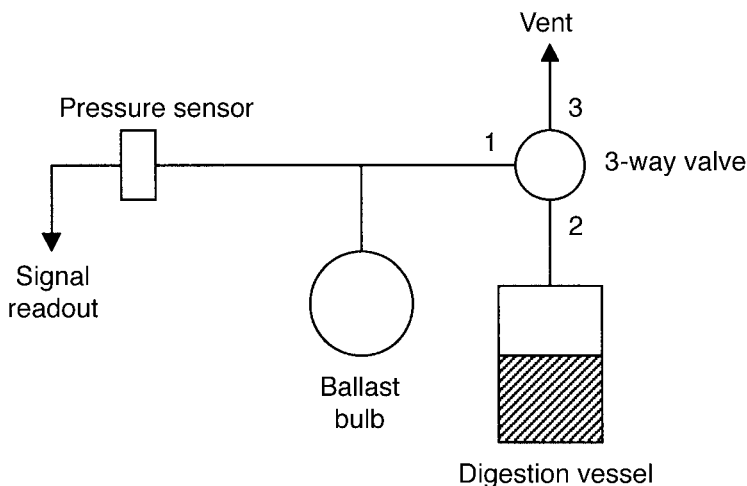 Vent
Pressure sensor
3
1
3-way valve
2
Signal
readout
Ballast
bulb
Digestion vessel